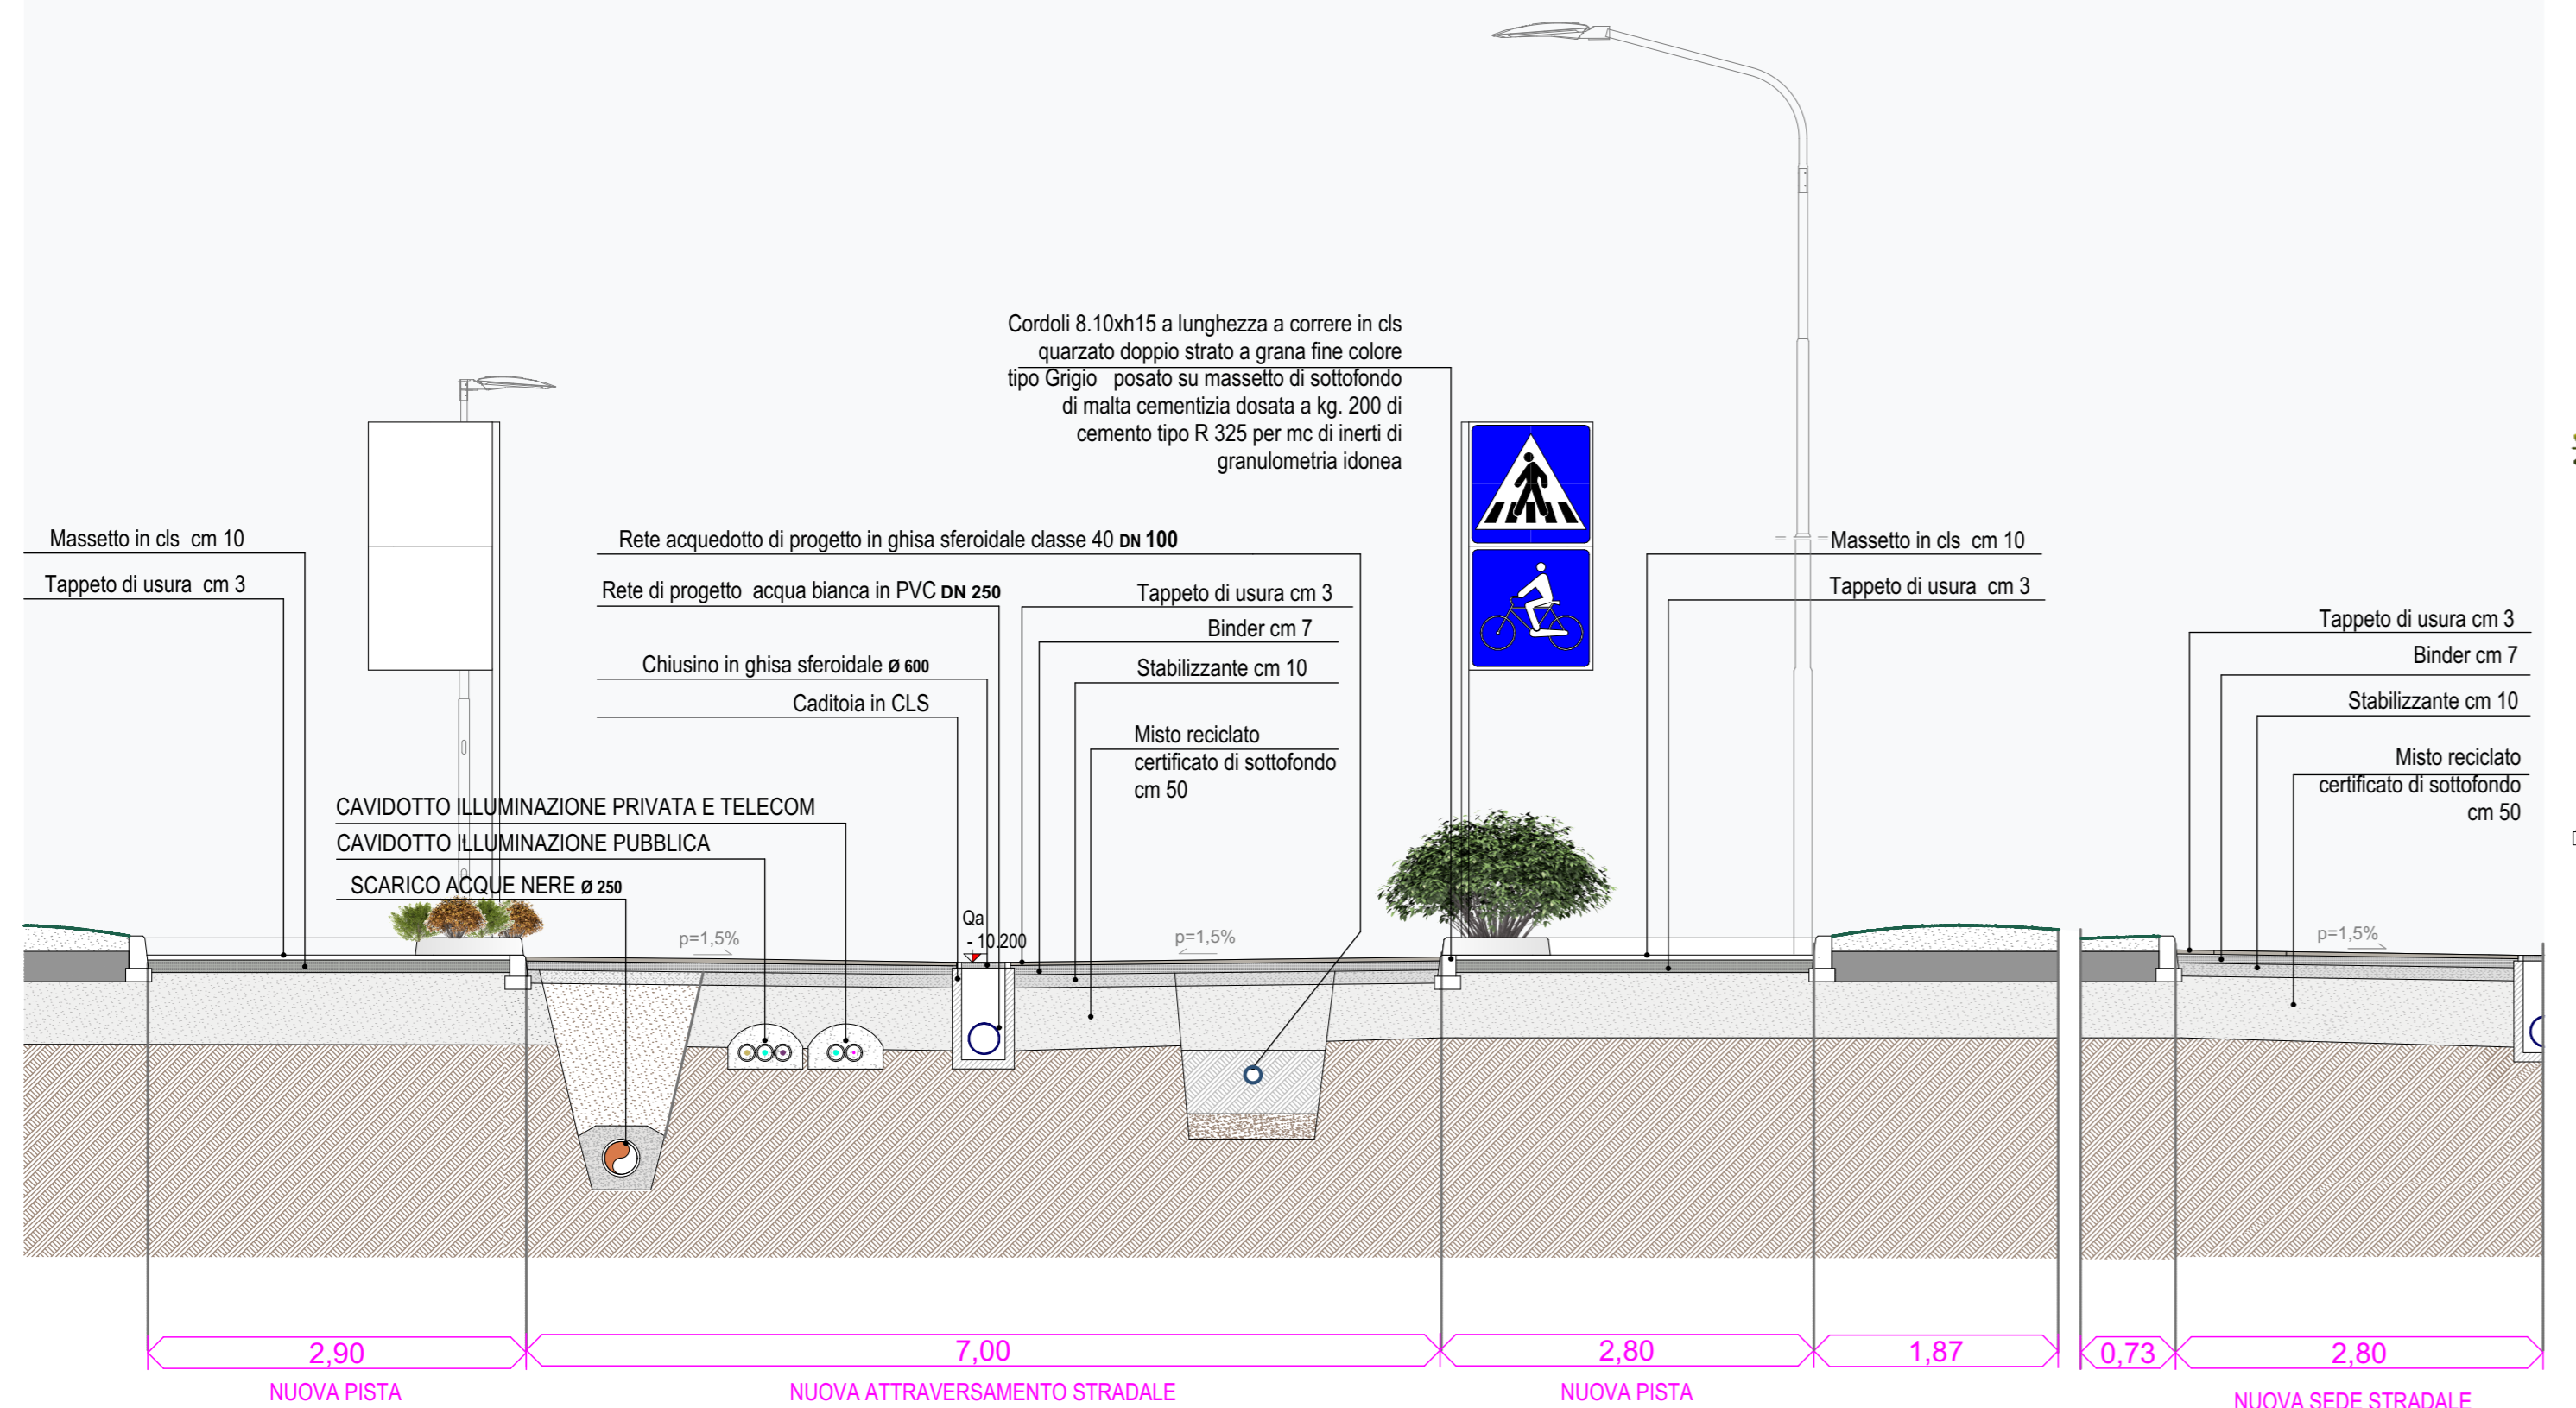 Cordoli 8.10xh15 a lunghezza a correre in cls
quarzato doppio strato a grana fine colore
tipo Grigio posato su massetto di sottofondo
di malta cementizia dosata a kg. 200 di
cemento tipo R 325 per mc di inerti di
granulometria idonea
Massetto in cls cm 10
Tappeto di usura cm 3
Rete acquedotto di progetto in ghisa sferoidale classe 40 DN 100
Rete di progetto acqua bianca in PVC DN 250
Chiusino in ghisa sferoidale Ø 600
Caditoia in CLS
Tappeto di usura cm 3
Binder cm 7
Stabilizzante cm 10
Misto reciclato
certificato di sottofondo
cm 50
Massetto in cls cm 10
Tappeto di usura cm 3
Tappeto di usura cm 3
Binder cm 7
Stabilizzante cm 10
Misto reciclato
certificato di sottofondo
cm 50
CAVIDOTTO ILLUMINAZIONE PRIVATA E TELECOM
CAVIDOTTO ILLUMINAZIONE PUBBLICA
SCARICO ACQUE NERE Ø 250
p=1,5%
Qa
- 10.200
p=1,5%
p=1,5%
2,90
7,00
2,80
1,87
0,73
2,80
NUOVA PISTA
NUOVA ATTRAVERSAMENTO STRADALE
NUOVA PISTA
NUOVA SEDE STRADALE